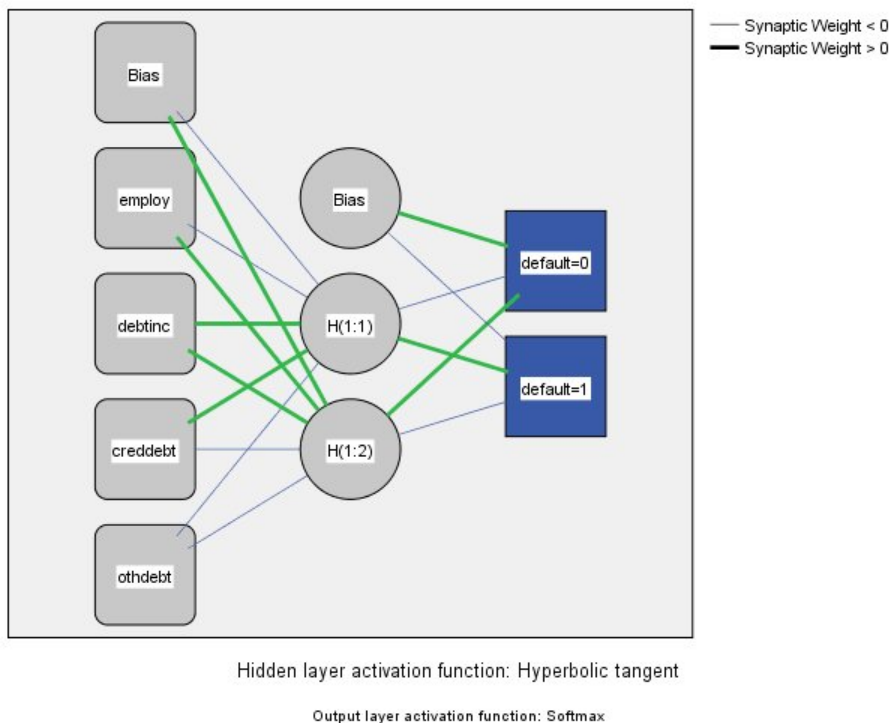 Synaptic Weight < 0
Synaptic Weight > 0
Bias
employ
Bias
default=0
debtinc
H(1:1)
default=1
creddebt
H(1:2)
othdebt
Hidden layer activation function: Hyperbolic tangent
Output layer activation function: Softmax